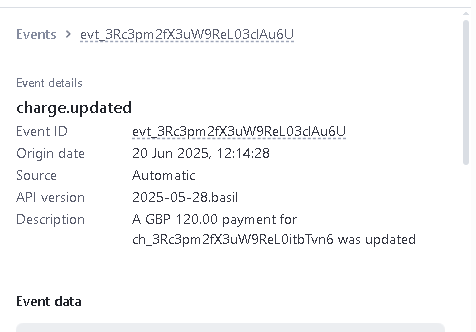 Events > evt_3Rc3pm2fX3uW9ReL03clAu6U
Event details
charge.updated
Event ID evt_3Rc3pm2fX3uW9ReL03clAu6U
Origin date 20 Jun 2025, 12:14:28
Source Automatic
API version 2025-05-28.basil
Description A GBP 120.00 payment for
ch_3Rc3pm2fX3uW9ReL0itbTvn6 was updated
Event data